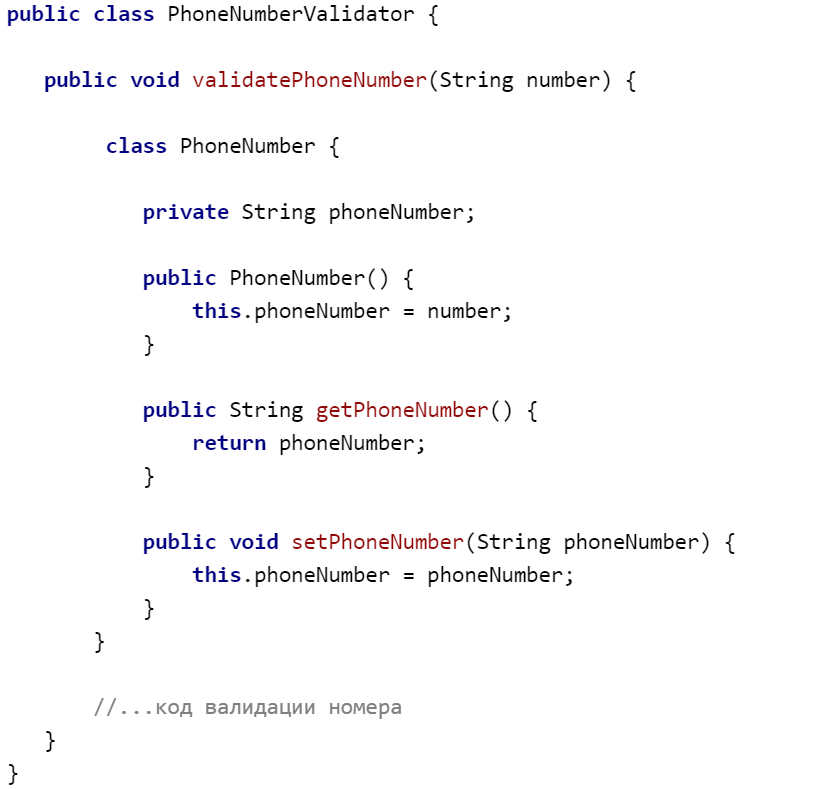 public class PhoneNumberValidator {
public void validatePhoneNumber(String number) {
class PhoneNumber {
private String phoneNumber;
public PhoneNumber() {
this.phoneNumber = number;
}
public String getPhoneNumber() {
return phoneNumber;
}
public void setPhoneNumber(String phoneNumber) {
this.phoneNumber = phoneNumber;
}
}
//...код валидации номера
}
}